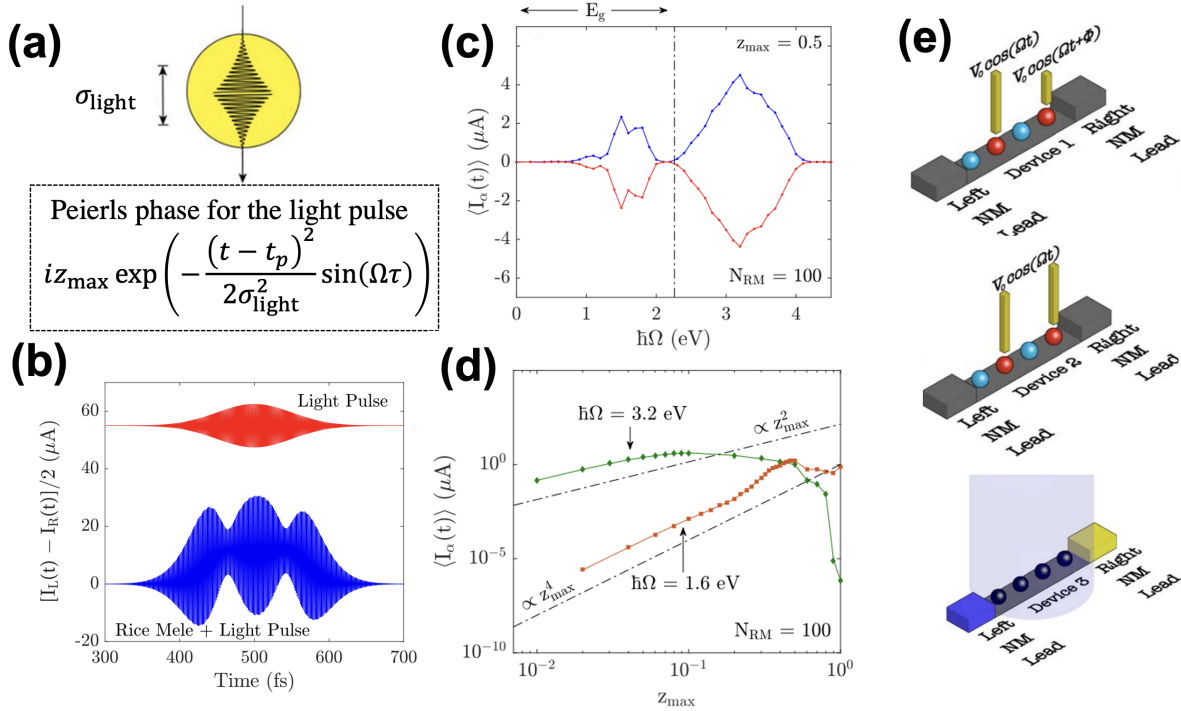 (a)
σlight
Peierls phase for the light pulse
izmax exp(−(t − tp)²/2σ²light sin(Ωτ))
(b)
[IL(t) − IR(t)]/2 (μA)
60
40
20
0
-20
Light Pulse
Rice Mele + Light Pulse
300 400 500 600 700
Time (fs)
(c)
Eg
zmax = 0.5
⟨Iα(t)⟩ (μA)
4
2
0
-2
-4
-6
NRM = 100
0 1 2 3 4
ħΩ (eV)
(d)
⟨Iα(t)⟩ (μA)
10⁰
10⁻⁵
10⁻¹⁰
ħΩ = 3.2 eV
∝ z²max
ħΩ = 1.6 eV
∝ z⁴max
NRM = 100
10⁻² 10⁻¹ 10⁰
zmax
(e)
V₀ cos(Ωt)
V₀ cos(Ωt+Φ)
Left NM Lead
Device 1
Right NM Lead
V₀ cos(Ωt)
Left NM Lead
Device 2
Right NM Lead
Left NM Lead
Device 3
Right NM Lead